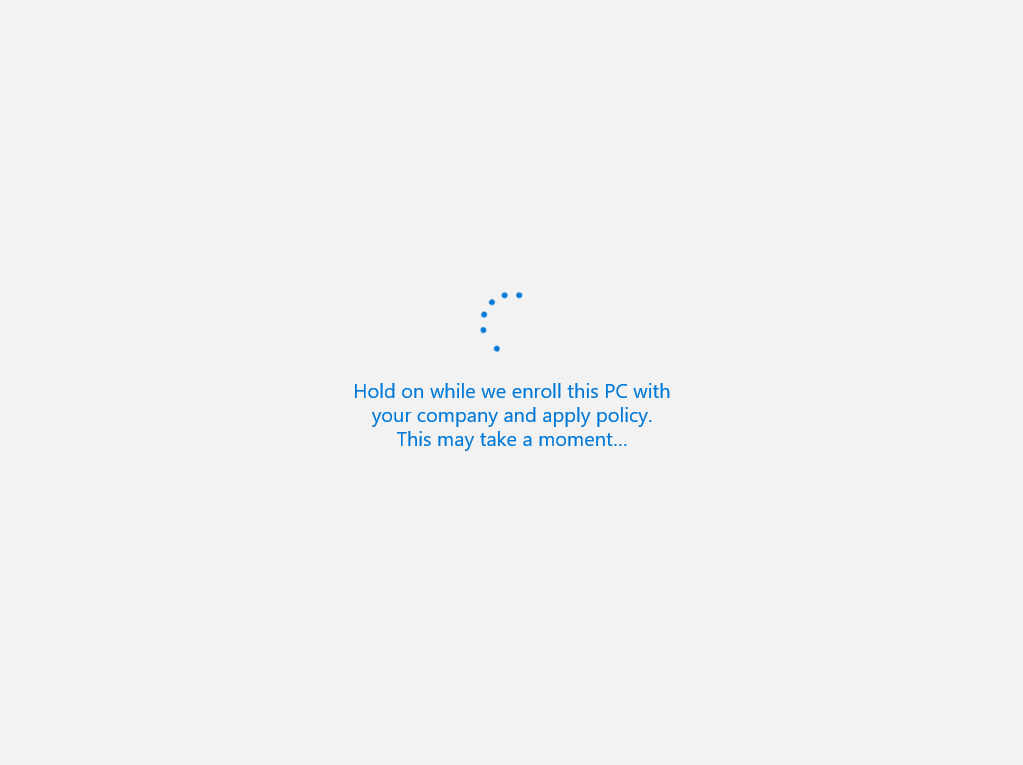 Hold on while we enroll this PC with
your company and apply policy.
This may take a moment...